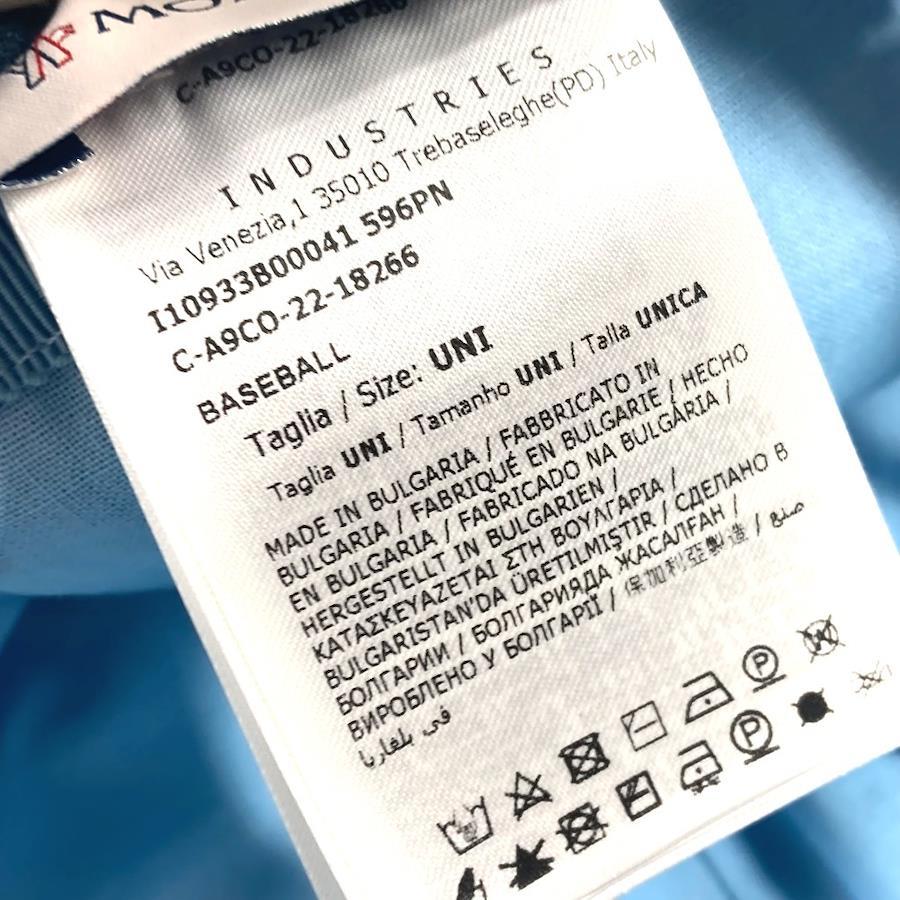 C-A9CO-22-18266
INDUSTRIES
Via Venezia,1 35010 Trebaseleghe(PD) Italy
I10933B00041 596PN
C-A9CO-22-18266
BASEBALL
Taglia / Size: UNI
Taglia UNI / Tamanho UNI / Talla UNICA
MADE IN BULGARIA / FABBRICATO IN
BULGARIA / FABRIQUÉ EN BULGARIE / HECHO
EN BULGARIA / FABRICADO NA BULGÁRIA /
HERGESTELLT IN BULGARIEN /
ΚΑΤΑΣΚΕΥΑΖΕΤΑΙ ΣΤΗ ΒΟΥΛΓΑΡΙΑ /
BULGARISTAN'DA ÜRETILMIŞTIR / СДЕЛАНО В
БОЛГАРИИ / БОЛГАРИЯДА ЖАСАЛҒАН /
ВИРОБЛЕНО У БОЛГАРІЇ / 保加利亞製造 / صنع
في بلغاريا